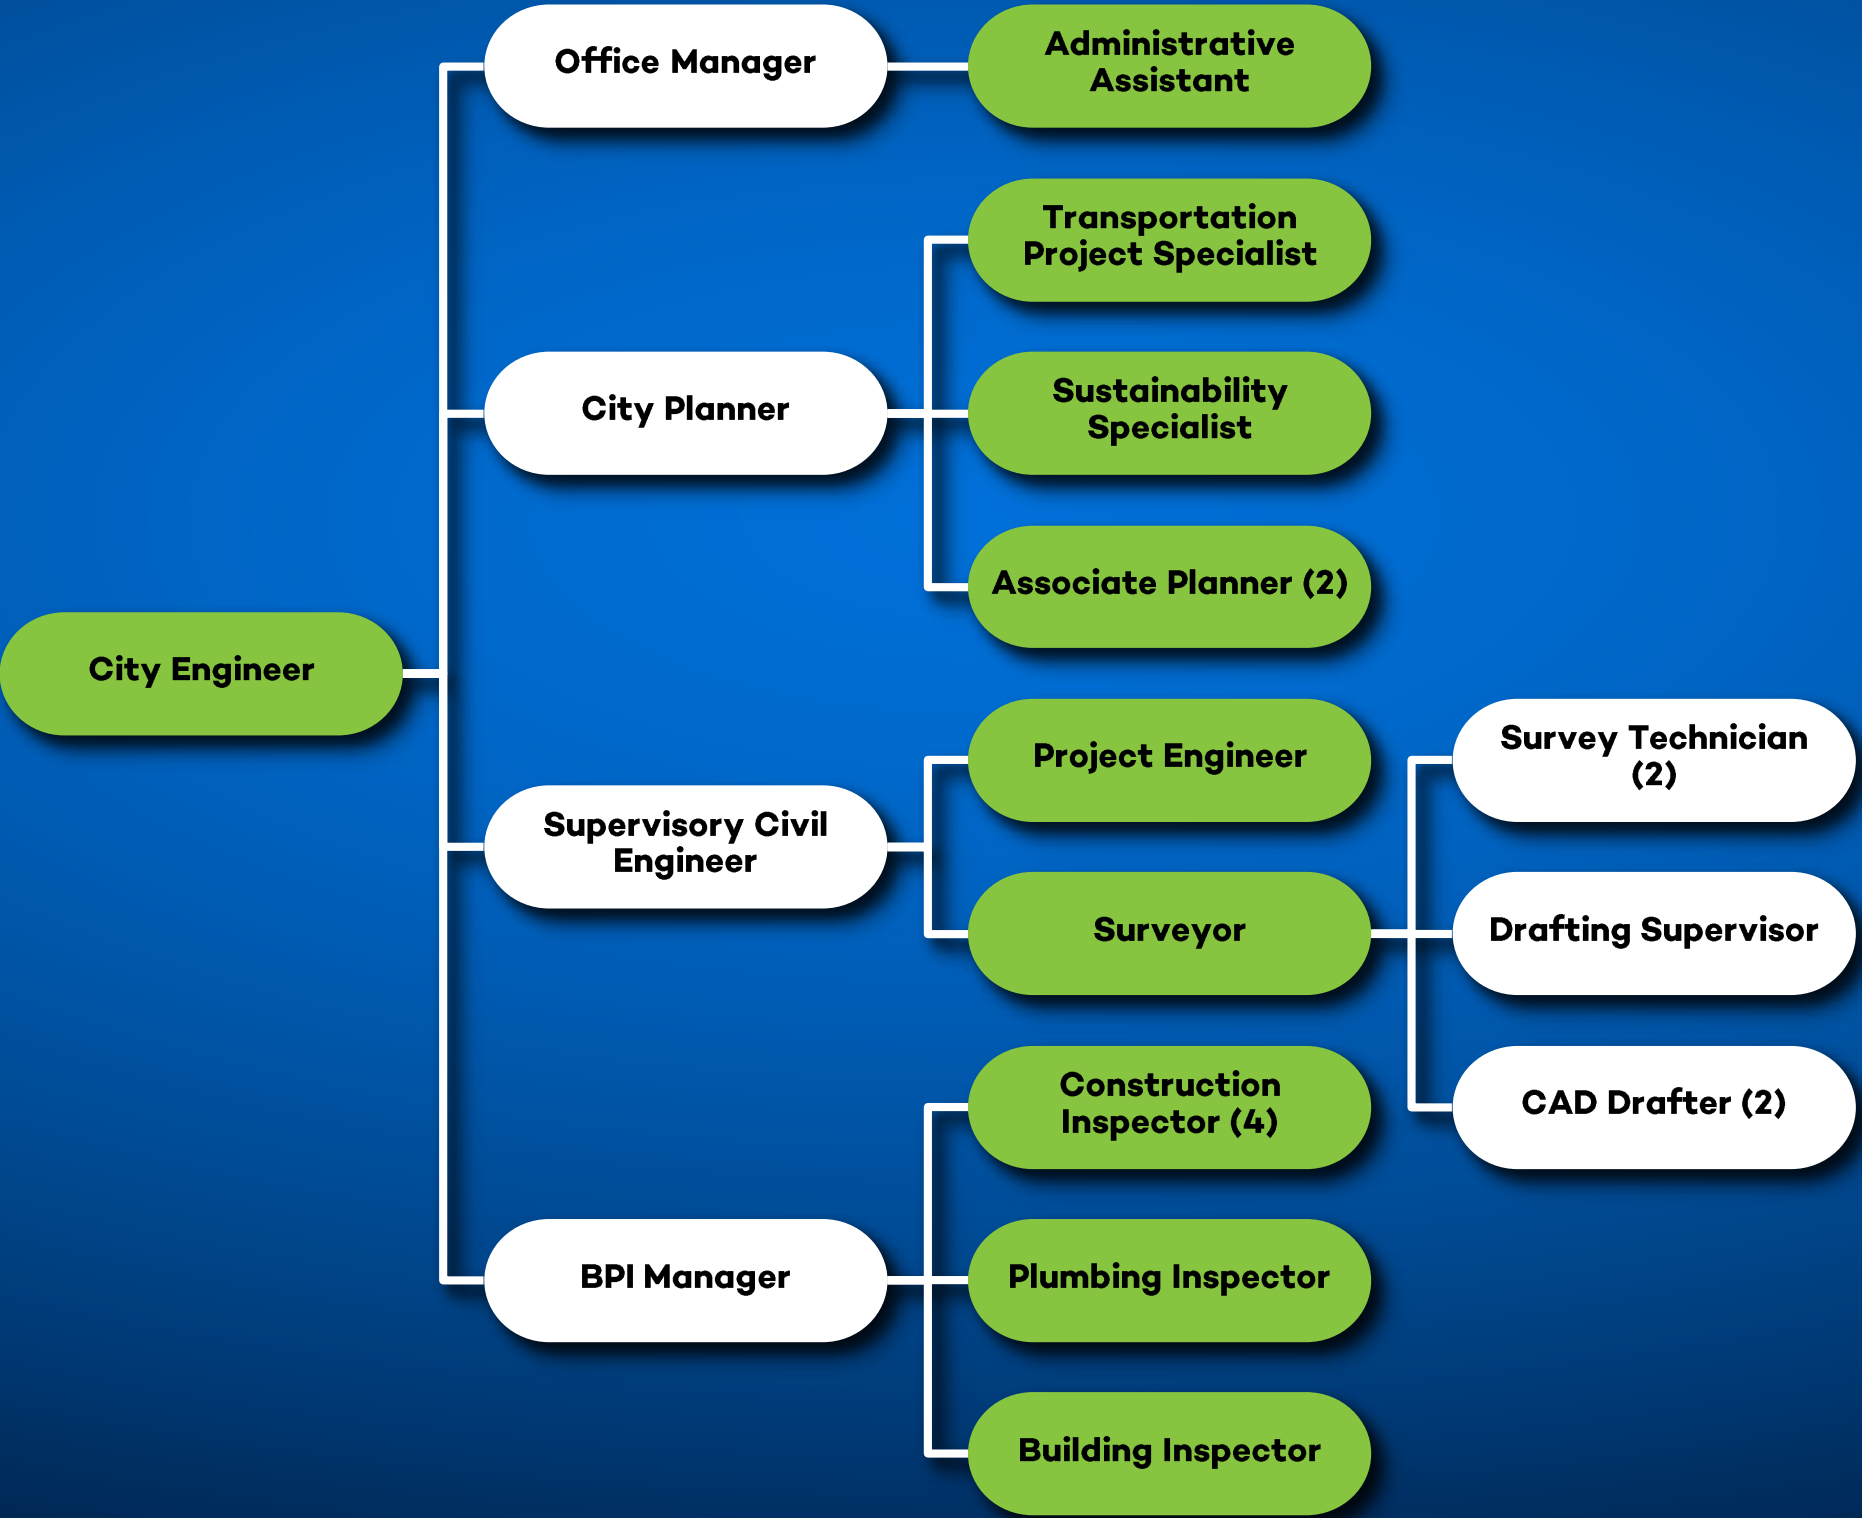 Office Manager
Administrative
Assistant
Transportation
Project Specialist
City Planner
Sustainability
Specialist
Associate Planner (2)
City Engineer
Supervisory Civil
Engineer
Project Engineer
Surveyor
Survey Technician
(2)
Drafting Supervisor
CAD Drafter (2)
BPI Manager
Construction
Inspector (4)
Plumbing Inspector
Building Inspector